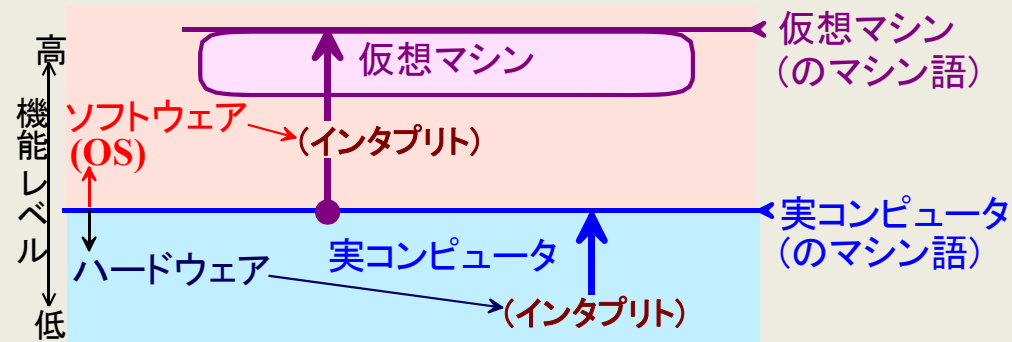 高
機能レベル
低
仮想マシン
仮想マシン
(のマシン語)
ソフトウェア
(OS)
(インタプリト)
実コンピュータ
(のマシン語)
実コンピュータ
ハードウェア
(インタプリト)